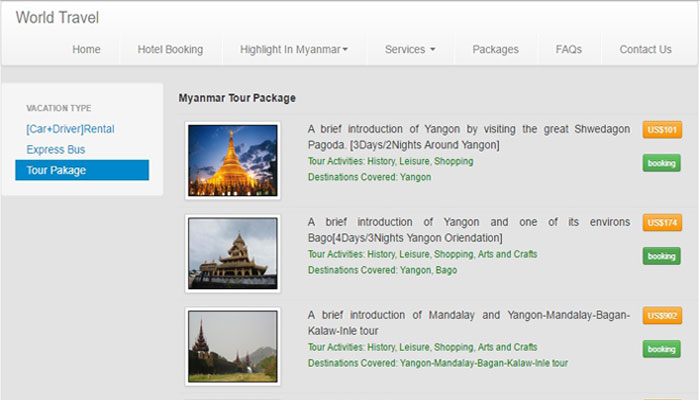 World Travel
Home Hotel Booking Highlight In Myanmar Services Packages FAQs Contact Us
VACATION TYPE
[Car+Driver]Rental
Express Bus
Tour Pakage
Myanmar Tour Package
A brief introduction of Yangon by visiting the great Shwedagon
Pagoda. [3Days/2Nights Around Yangon]
Tour Activities: History, Leisure, Shopping
Destinations Covered: Yangon
US$101
booking
A brief introduction of Yangon and one of its environs
Bago[4Days/3Nights Yangon Oriendation]
Tour Activities: History, Leisure, Shopping, Arts and Crafts
Destinations Covered: Yangon, Bago
US$174
booking
A brief introduction of Mandalay and Yangon-Mandalay-Bagan-
Kalaw-Inle tour
Tour Activities: History, Leisure, Shopping, Arts and Crafts
Destinations Covered: Yangon-Mandalay-Bagan-Kalaw-Inle tour
US$902
booking